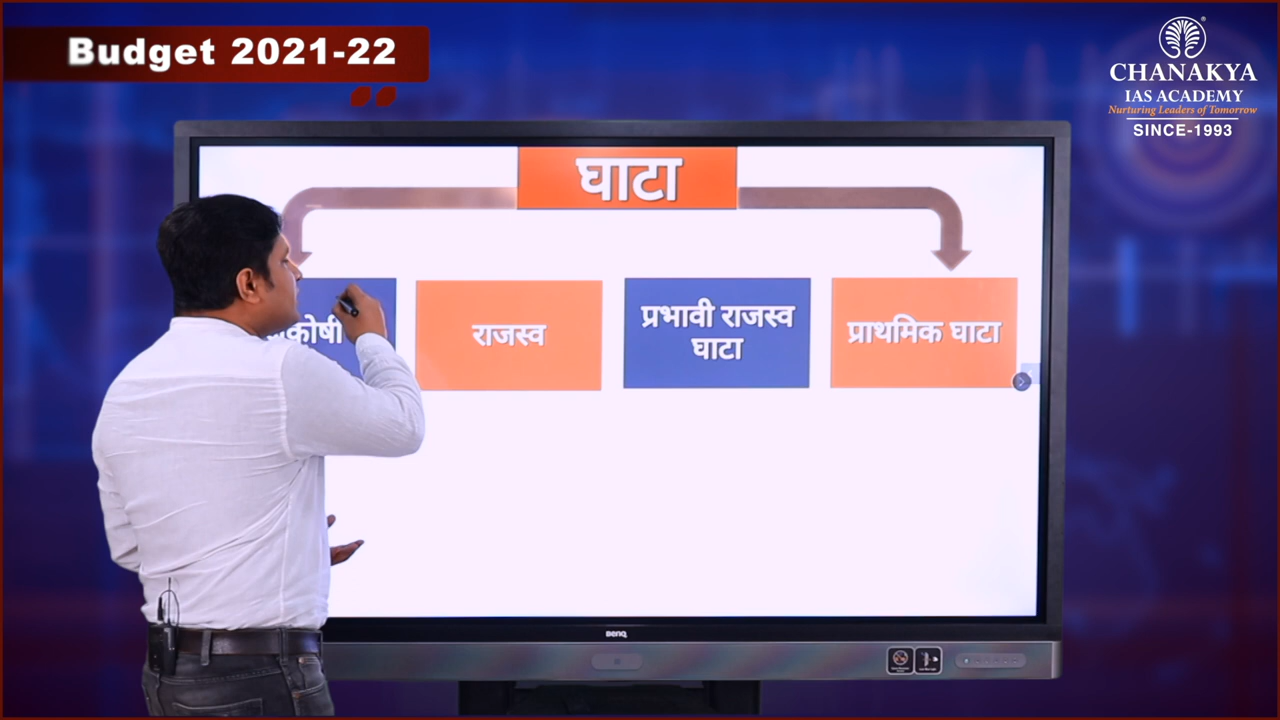 Budget 2021-22
CHANAKYA
IAS ACADEMY
Nurturing Leaders of Tomorrow
SINCE-1993
घाटा
राजस्व
प्रभावी राजस्व
घाटा
प्राथमिक घाटा
BenQ